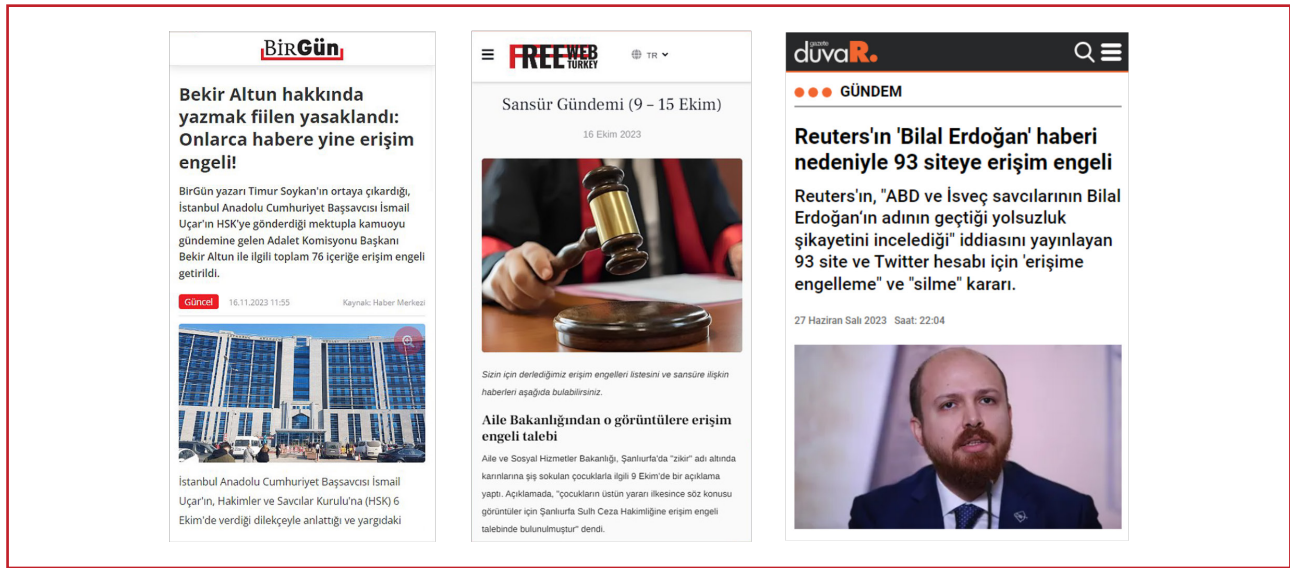 BirGün
Bekir Altun hakkında
yazmak fiilen yasaklandı:
Onlarca habere yine erişim
engeli!
BirGün yazarı Timur Soykan'ın ortaya çıkardığı,
İstanbul Anadolu Cumhuriyet Başsavcısı İsmail
Uçar'ın HSK'ye gönderdiği mektupla kamuoyu
gündemine gelen Adalet Komisyonu Başkanı
Bekir Altun ile ilgili toplam 76 içeriğe erişim engeli
getirildi.
Güncel 16.11.2023 11:55 Kaynak: Haber Merkezi
İstanbul Anadolu Cumhuriyet Başsavcısı İsmail
Uçar'ın, Hakimler ve Savcılar Kurulu'na (HSK) 6
Ekim'de verdiği dilekçeyle anlattığı ve yargıdaki
FREE WEB
TURKEY
TR
Sansür Gündemi (9 – 15 Ekim)
16 Ekim 2023
Sizin için derlediğimiz erişim engelleri listesini ve sansüre ilişkin
haberleri aşağıda bulabilirsiniz.
Aile Bakanlığından o görüntülere erişim
engeli talebi
Aile ve Sosyal Hizmetler Bakanlığı, Şanlıurfa'da "zikir" adı altında
karınlarına şiş sokulan çocuklarla ilgili 9 Ekim'de bir açıklama
yaptı. Açıklamada, "çocukların üstün yararı ilkesince söz konusu
görüntüler için Şanlıurfa Sulh Ceza Hakimliğine erişim engeli
talebinde bulunulmuştur" dendi.
gazete
duvaR.
GÜNDEM
Reuters'ın 'Bilal Erdoğan' haberi
nedeniyle 93 siteye erişim engeli
Reuters'ın, "ABD ve İsveç savcılarının Bilal
Erdoğan'ın adının geçtiği yolsuzluk
şikayetini incelediği" iddiasını yayınlayan
93 site ve Twitter hesabı için 'erişime
engelleme" ve "silme" kararı.
27 Haziran Salı 2023 Saat: 22:04